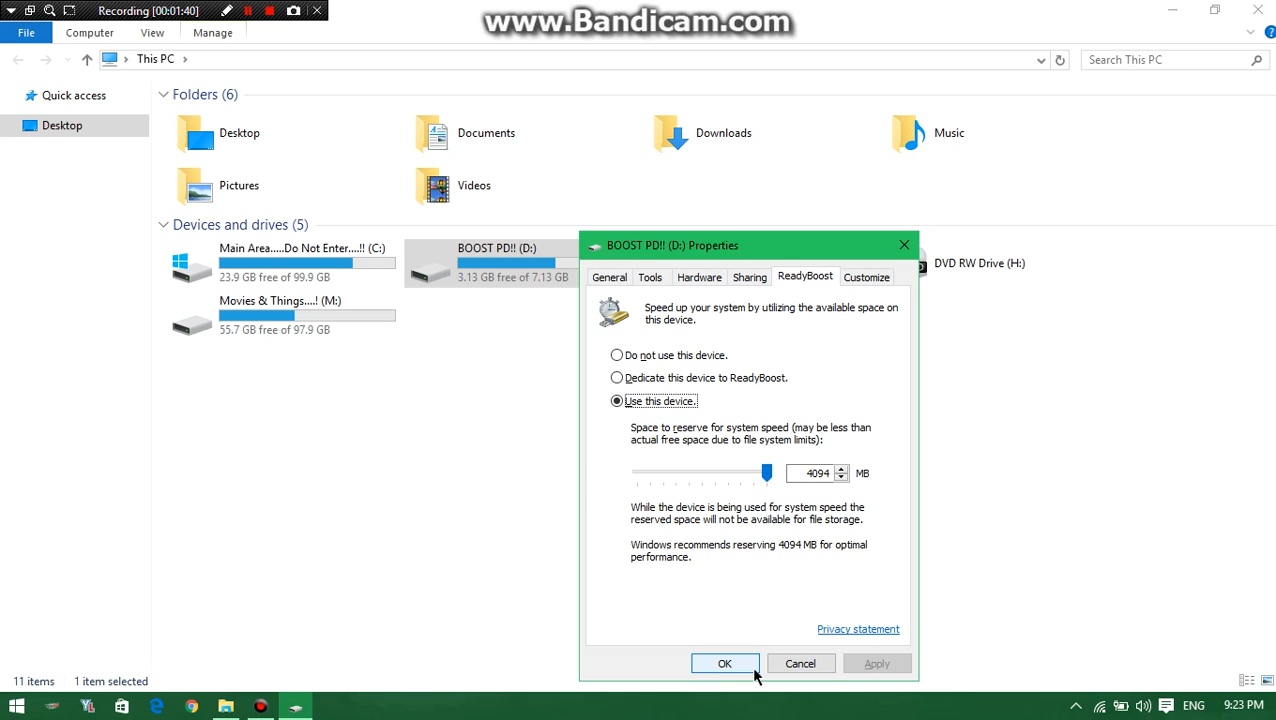 Recording [00:01:40]
www.Bandicam.com
File Computer View Manage
This PC
Search This PC
Quick access
Desktop
Folders (6)
Desktop Documents Downloads Music
Pictures Videos
Devices and drives (5)
Main Area.....Do Not Enter....!! (C:)
23.9 GB free of 99.9 GB
BOOST PD!! (D:)
3.13 GB free of 7.13 GB
DVD RW Drive (H:)
Movies & Things....! (M:)
55.7 GB free of 97.9 GB
BOOST PD!! (D:) Properties
General Tools Hardware Sharing ReadyBoost Customize
Speed up your system by utilizing the available space on
this device.
Do not use this device.
Dedicate this device to ReadyBoost.
Use this device.
Space to reserve for system speed (may be less than
actual free space due to file system limits):
4094 MB
While the device is being used for system speed the
reserved space will not be available for file storage.
Windows recommends reserving 4094 MB for optimal
performance.
Privacy statement
OK Cancel Apply
11 items 1 item selected
ENG 9:23 PM